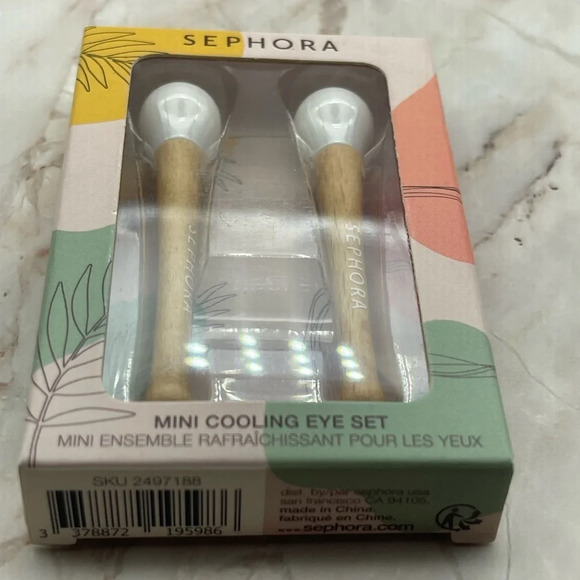 SEPHORA
SEPHORA
SEPHORA
MINI COOLING EYE SET
MINI ENSEMBLE RAFRAÎCHISSANT POUR LES YEUX
SKU 2497188
dist. by/par sephora usa
san francisco CA 94105.
made in China.
fabriqué en Chine.
www.sephora.com
3 378872 195986